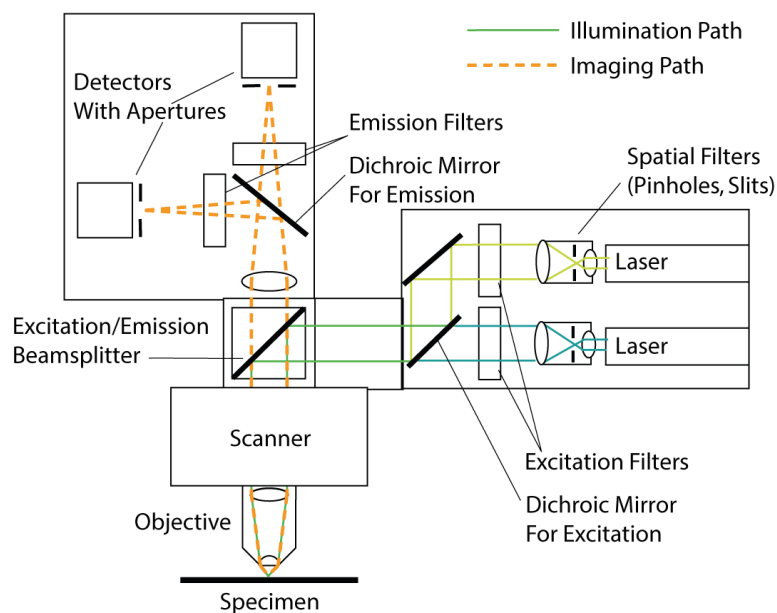 Illumination Path
Imaging Path
Detectors
With Apertures
Emission Filters
Dichroic Mirror
For Emission
Spatial Filters
(Pinholes, Slits)
Laser
Laser
Excitation/Emission
Beamsplitter
Scanner
Excitation Filters
Dichroic Mirror
For Excitation
Objective
Specimen